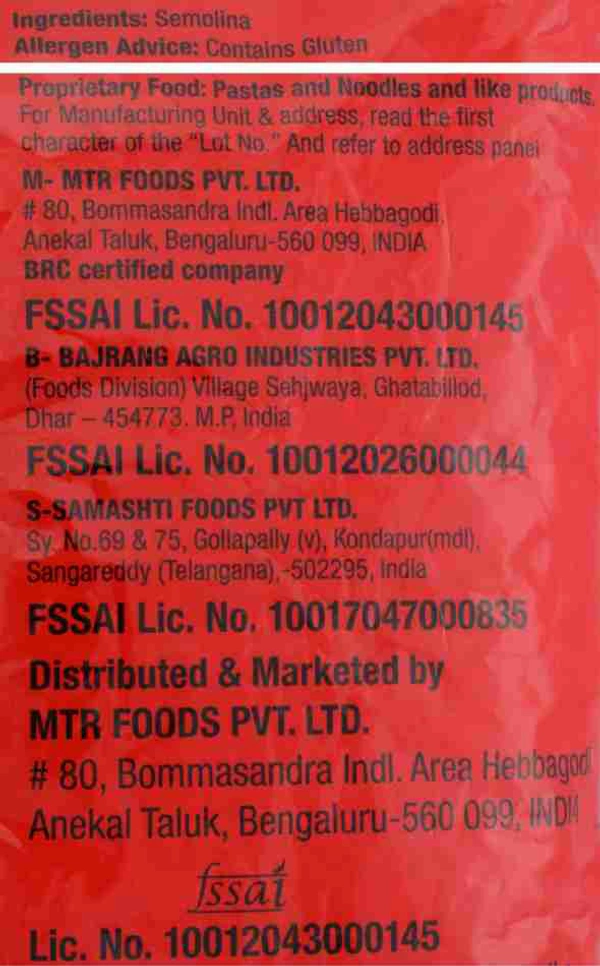 Ingredients: Semolina
Allergen Advice: Contains Gluten
Proprietary Food: Pastas and Noodles and like products.
For Manufacturing Unit & address, read the first
character of the "Lot No." And refer to address panel
M- MTR FOODS PVT. LTD.
# 80, Bommasandra Indl. Area Hebbagodi,
Anekal Taluk, Bengaluru-560 099, INDIA
BRC certified company
FSSAI Lic. No. 10012043000145
B- BAJRANG AGRO INDUSTRIES PVT. LTD.
(Foods Division) Village Sehjwaya, Ghatabillod,
Dhar – 454773. M.P, India
FSSAI Lic. No. 10012026000044
S-SAMASHTI FOODS PVT LTD.
Sy. No.69 & 75, Gollapally (v), Kondapur(mdl),
Sangareddy (Telangana),-502295, India
FSSAI Lic. No. 10017047000835
Distributed & Marketed by
MTR FOODS PVT. LTD.
# 80, Bommasandra Indl. Area Hebbagodi
Anekal Taluk, Bengaluru-560 099, INDIA
fssai
Lic. No. 10012043000145